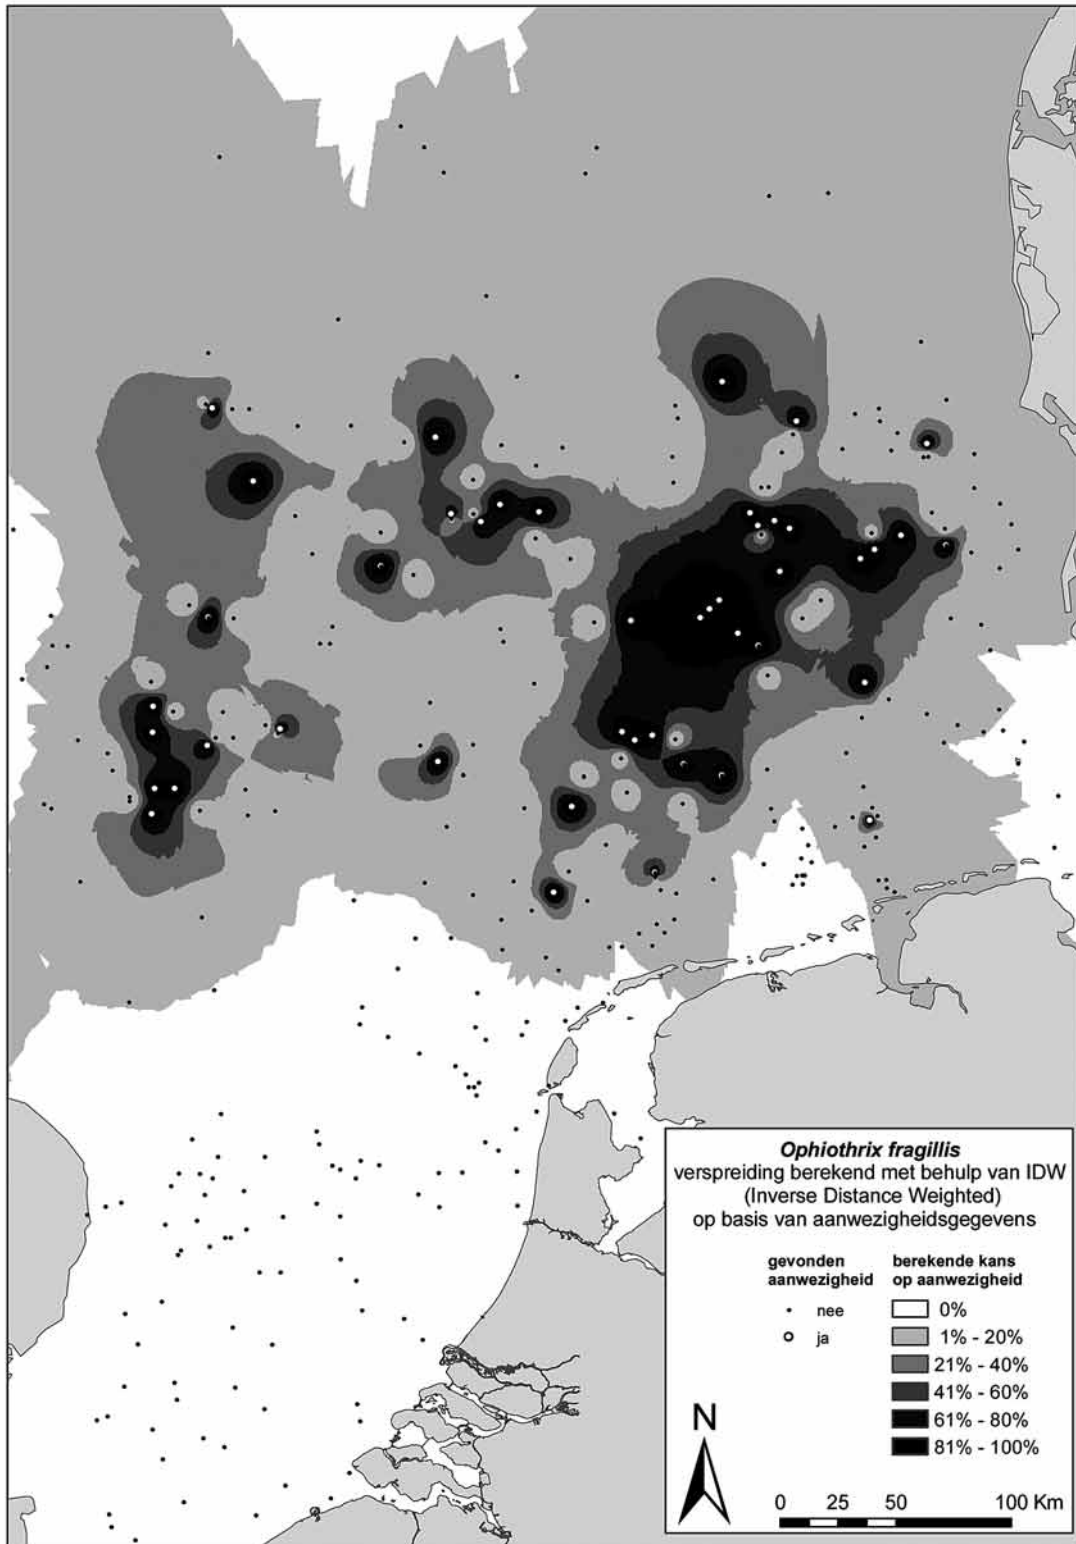 Ophiothrix fragillis
verspreiding berekend met behulp van IDW
(Inverse Distance Weighted)
op basis van aanwezigheidsgegevens
gevonden
aanwezigheid
nee
ja
berekende kans
op aanwezigheid
0%
1% - 20%
21% - 40%
41% - 60%
61% - 80%
81% - 100%
N
0 25 50 100 Km